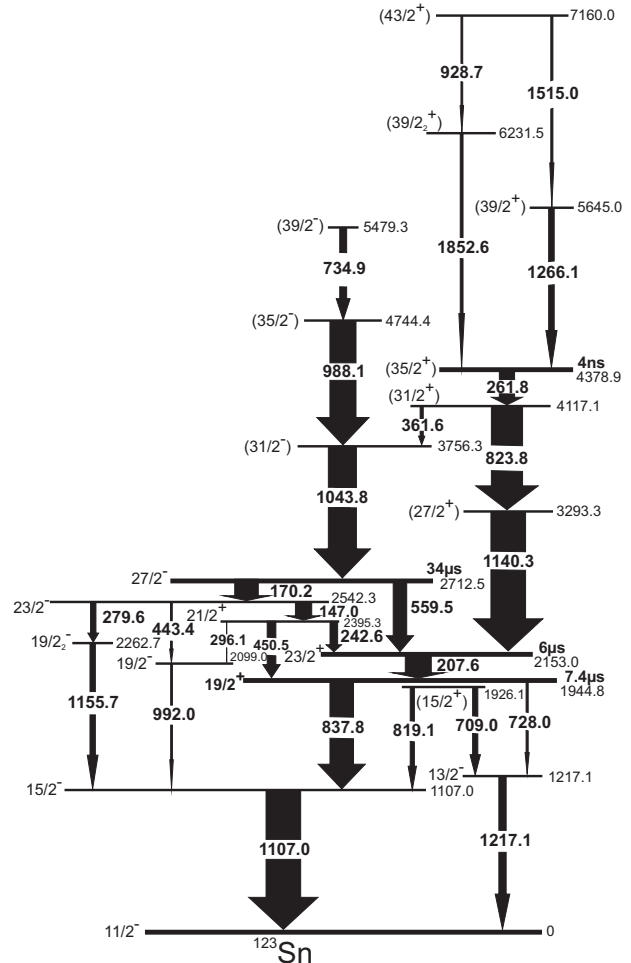 (43/2+) 7160.0
928.7 1515.0
(39/2₂+) 6231.5
(39/2+) 5645.0
(39/2-) 5479.3
1852.6 1266.1
734.9
(35/2-) 4744.4
(35/2+) 4ns
4378.9
988.1 261.8
(31/2+) 4117.1
361.6
(31/2-) 3756.3 823.8
1043.8 (27/2+) 3293.3
1140.3
27/2- 34µs
2712.5
170.2 559.5
23/2- 2542.3
279.6 443.4 21/2+ 147.0
2395.3
19/2₂- 2262.7 296.1 450.5 242.6
19/2- 2099.0 23/2+ 6µs
2153.0
207.6
19/2+ 7.4µs
1944.8
(15/2+) 1926.1
1155.7 992.0 837.8 819.1 709.0 728.0
13/2- 1217.1
15/2- 1107.0
1107.0 1217.1
11/2- 0
¹²³Sn